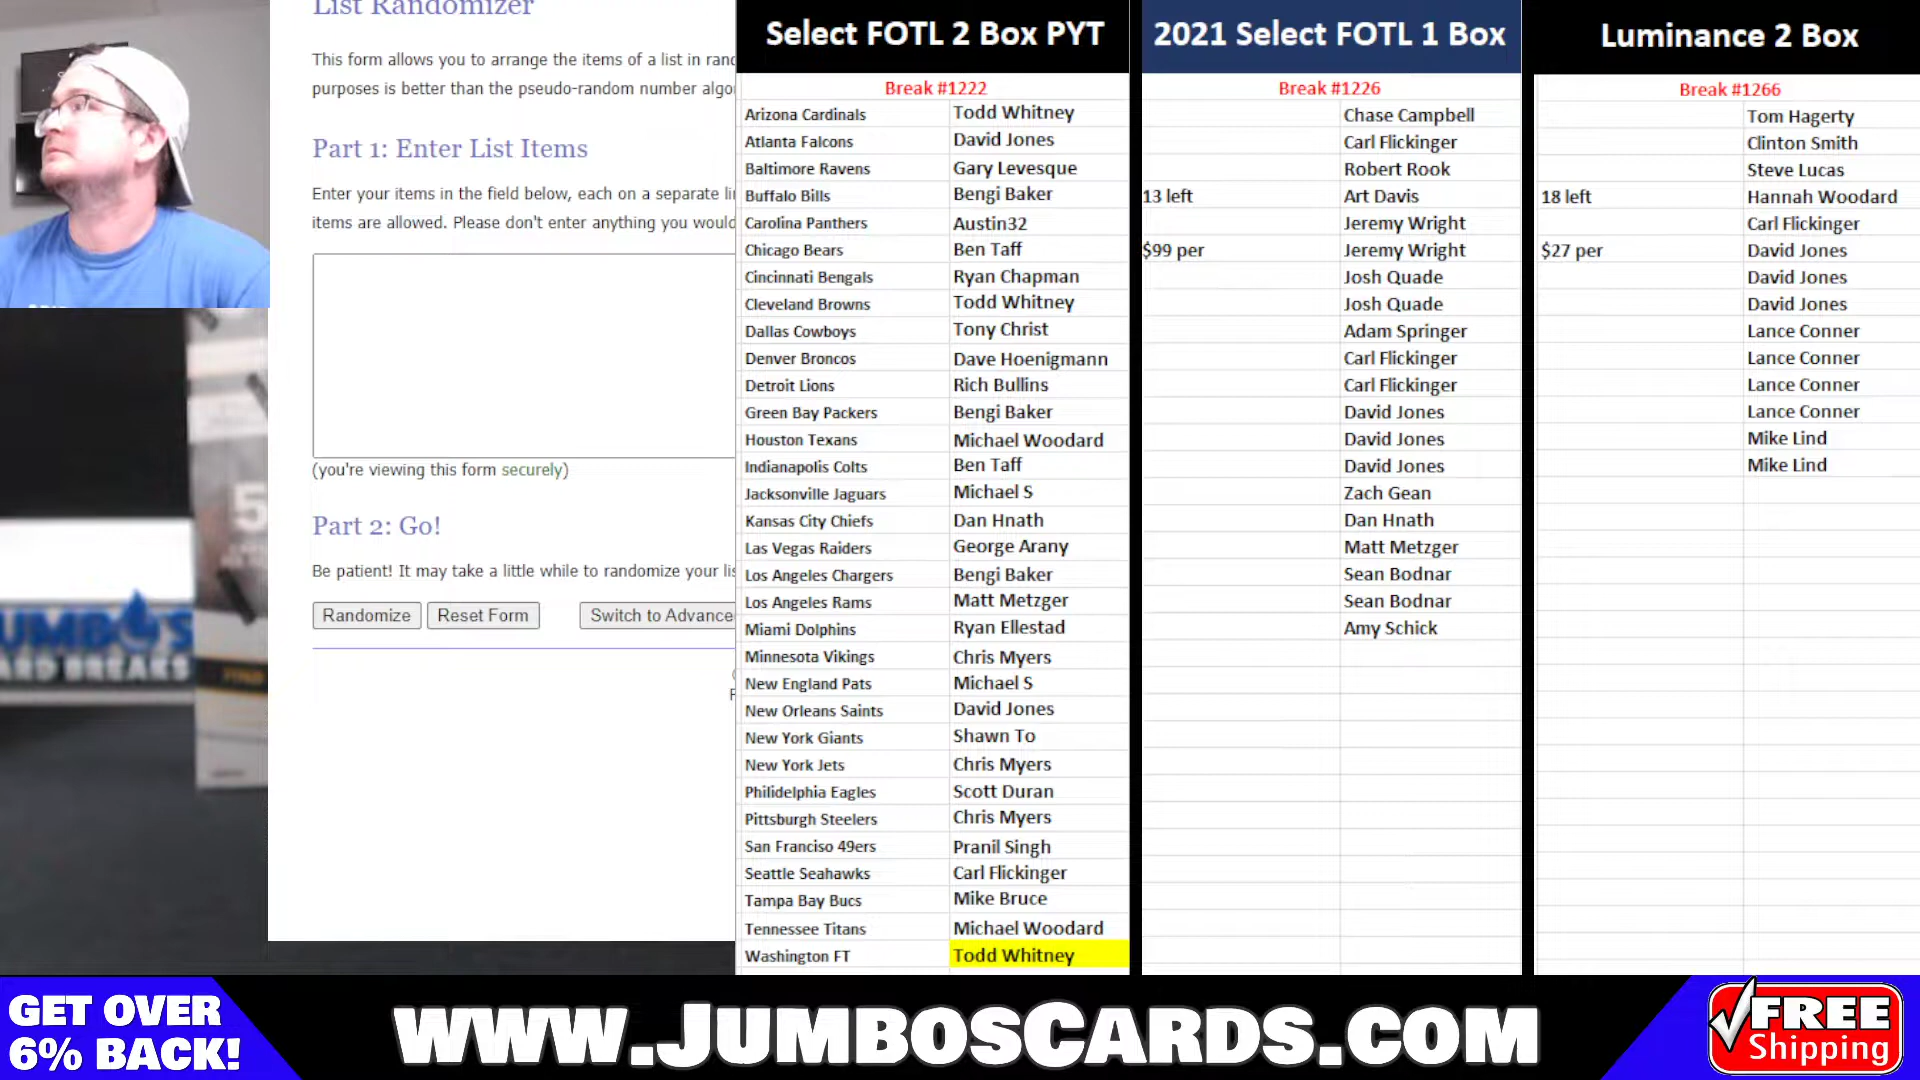 List Randomizer
This form allows you to arrange the items of a list in
purposes is better than the pseudo-random number
Part 1: Enter List Items
Enter your items in the field below, each on a separate
items are allowed. Please don't enter anything you
(you're viewing this form securely)
Part 2: Go!
Be patient! It may take a little while to randomize your
Randomize Reset Form Switch to
UMBO'S
ARD BREAKS
5
Select FOTL 2 Box PYT
Break #1222
Arizona Cardinals Todd Whitney
Atlanta Falcons David Jones
Baltimore Ravens Gary Levesque
Buffalo Bills Bengi Baker
Carolina Panthers Austin32
Chicago Bears Ben Taff
Cincinnati Bengals Ryan Chapman
Cleveland Browns Todd Whitney
Dallas Cowboys Tony Christ
Denver Broncos Dave Hoenigmann
Detroit Lions Rich Bullins
Green Bay Packers Bengi Baker
Houston Texans Michael Woodard
Indianapolis Colts Ben Taff
Jacksonville Jaguars Michael S
Kansas City Chiefs Dan Hnath
Las Vegas Raiders George Arany
Los Angeles Chargers Bengi Baker
Los Angeles Rams Matt Metzger
Miami Dolphins Ryan Ellestad
Minnesota Vikings Chris Myers
New England Pats Michael S
New Orleans Saints David Jones
New York Giants Shawn To
New York Jets Chris Myers
Philidelphia Eagles Scott Duran
Pittsburgh Steelers Chris Myers
San Franciso 49ers Pranil Singh
Seattle Seahawks Carl Flickinger
Tampa Bay Bucs Mike Bruce
Tennessee Titans Michael Woodard
Washington FT Todd Whitney
2021 Select FOTL 1 Box
Break #1226
Chase Campbell
Carl Flickinger
Robert Rook
13 left Art Davis
Jeremy Wright
$99 per Jeremy Wright
Josh Quade
Josh Quade
Adam Springer
Carl Flickinger
Carl Flickinger
David Jones
David Jones
David Jones
Zach Gean
Dan Hnath
Matt Metzger
Sean Bodnar
Sean Bodnar
Amy Schick
Luminance 2 Box
Break #1266
Tom Hagerty
Clinton Smith
Steve Lucas
18 left Hannah Woodard
Carl Flickinger
$27 per David Jones
David Jones
David Jones
Lance Conner
Lance Conner
Lance Conner
Lance Conner
Mike Lind
Mike Lind
GET OVER
6% BACK!
www.JumbosCards.com
FREE
Shipping